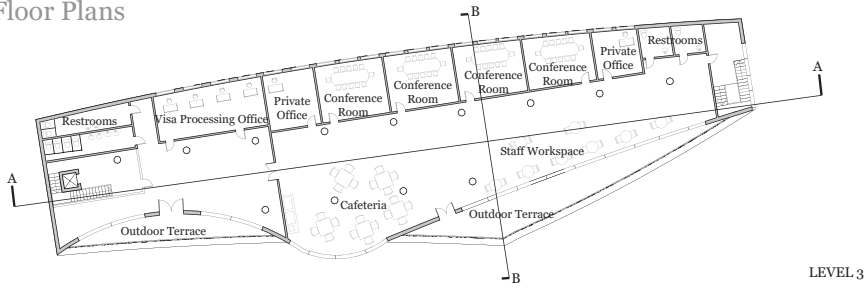 Floor Plans
B
A
Restrooms
Visa Processing Office
Private
Office
Conference
Room
Conference
Room
Conference
Room
Conference
Room
Private
Office
Restrooms
A
Staff Workspace
Cafeteria
Outdoor Terrace
Outdoor Terrace
B
LEVEL 3